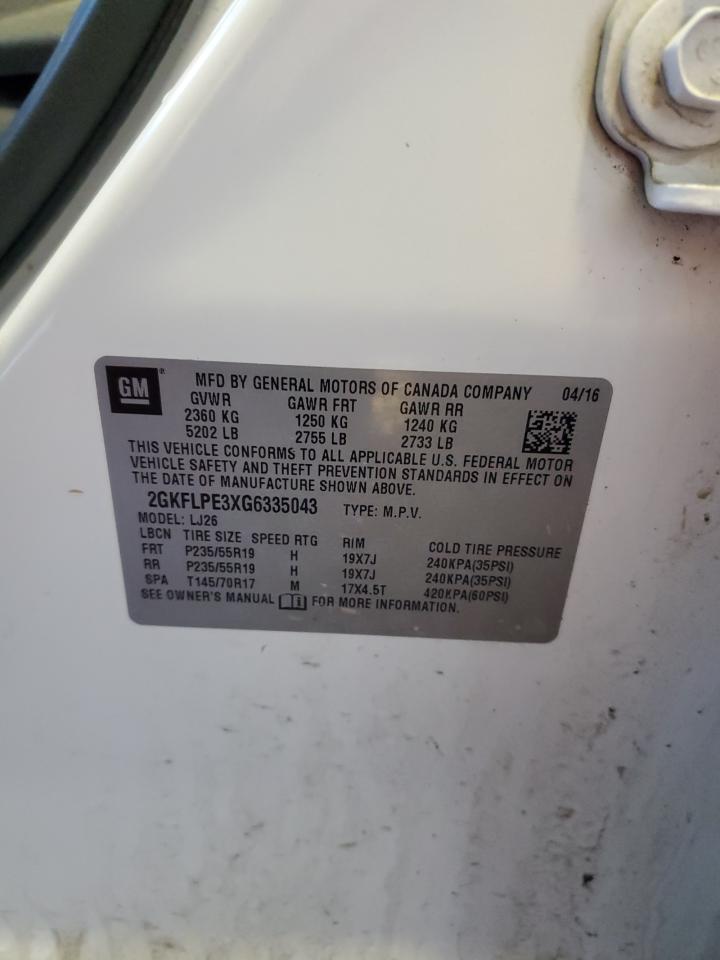 GM ® MFD BY GENERAL MOTORS OF CANADA COMPANY 04/16
GVWR GAWR FRT GAWR RR
2360 KG 1250 KG 1240 KG
5202 LB 2755 LB 2733 LB
THIS VEHICLE CONFORMS TO ALL APPLICABLE U.S. FEDERAL MOTOR
VEHICLE SAFETY AND THEFT PREVENTION STANDARDS IN EFFECT ON
THE DATE OF MANUFACTURE SHOWN ABOVE.
2GKFLPE3XG6335043 TYPE: M.P.V.
MODEL: LJ26
LBCN TIRE SIZE SPEED RTG RIM COLD TIRE PRESSURE
FRT P235/55R19 H 19X7J 240KPA(35PSI)
RR P235/55R19 H 19X7J 240KPA(35PSI)
SPA T145/70R17 M 17X4.5T 420KPA(60PSI)
SEE OWNER'S MANUAL FOR MORE INFORMATION.